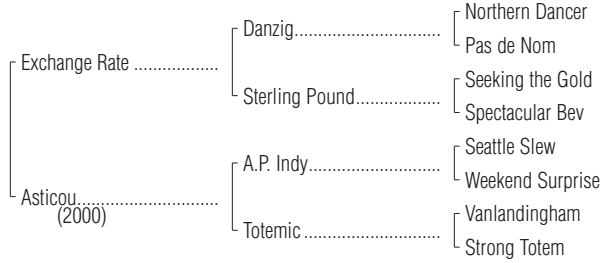 Northern Dancer
Danzig........................................
Pas de Nom
Exchange Rate ...................
Seeking the Gold
Sterling Pound......................
Spectacular Bev
Seattle Slew
A.P. Indy..................................
Weekend Surprise
Asticou................................
(2000)
Vanlandingham
Totemic ...................................
Strong Totem